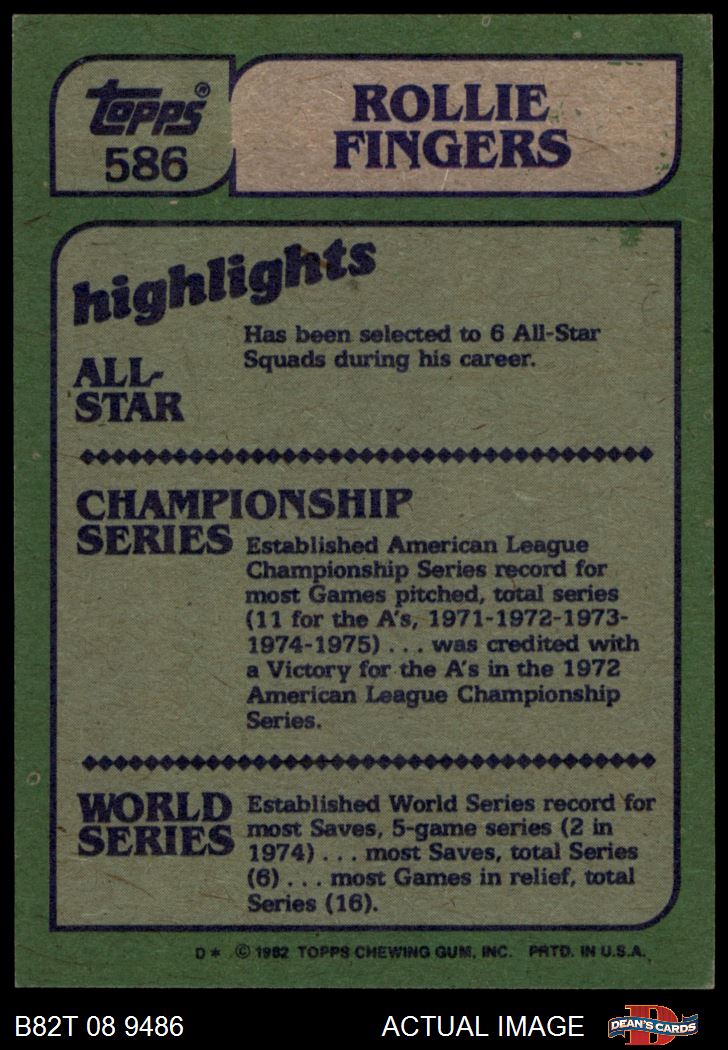 Topps®
586
ROLLIE
FINGERS
highlights
ALL-
STAR
Has been selected to 6 All-Star
Squads during his career.
CHAMPIONSHIP
SERIES
Established American League
Championship Series record for
most Games pitched, total series
(11 for the A's, 1971-1972-1973-
1974-1975) . . . was credited with
a Victory for the A's in the 1972
American League Championship
Series.
WORLD
SERIES
Established World Series record for
most Saves, 5-game series (2 in
1974) . . . most Saves, total Series
(6) . . . most Games in relief, total
Series (16).
D* © 1982 TOPPS CHEWING GUM, INC. PRTD. IN U.S.A.
B82T 08 9486
ACTUAL IMAGE
D
DEAN'S CARDS